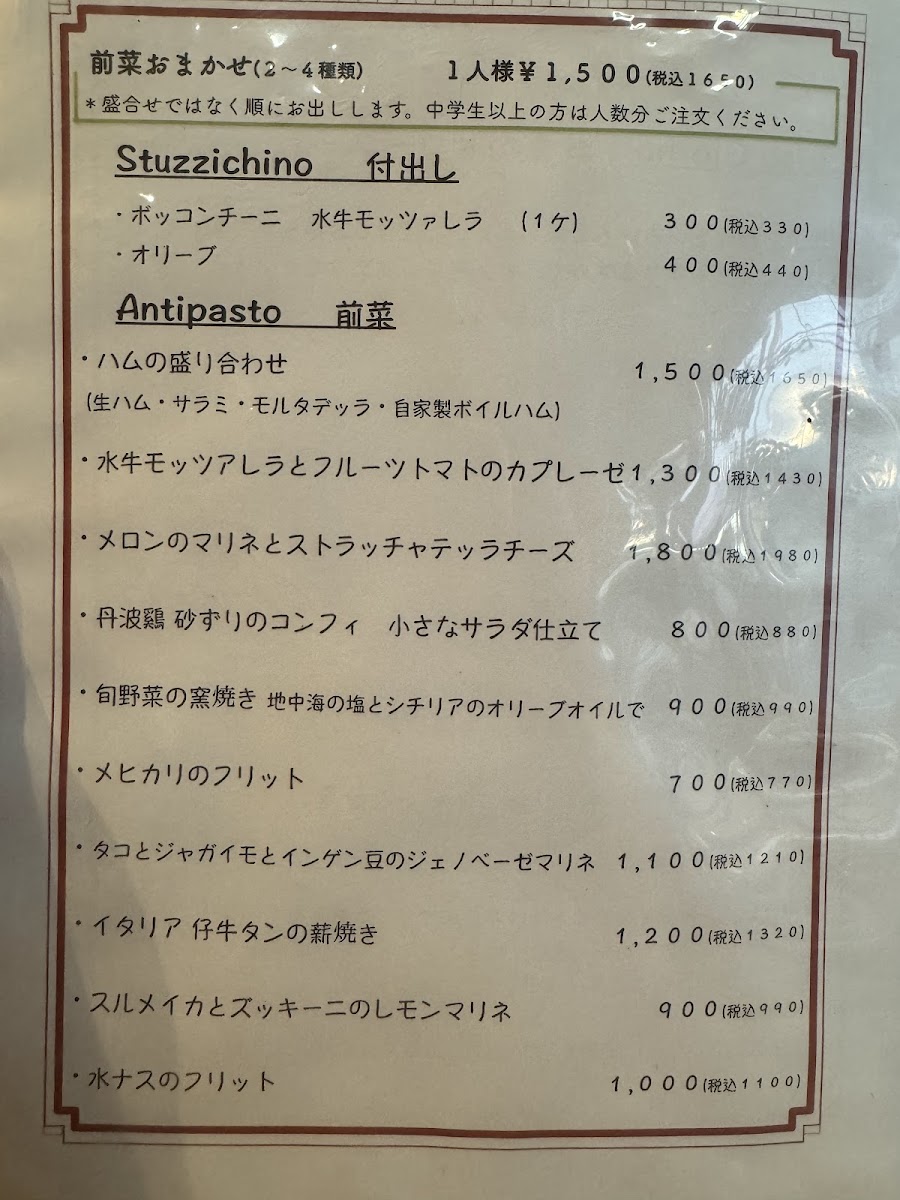 前菜おまかせ(2～4種類) 1人様¥1,500(税込1650)
*盛合せではなく順にお出しします。中学生以上の方は人数分ご注文ください。
Stuzzichino 付出し
・ボッコンチーニ 水牛モッツァレラ (1ケ) 300(税込330)
・オリーブ 400(税込440)
Antipasto 前菜
・ハムの盛り合わせ 1,500(税込1650)
(生ハム・サラミ・モルタデッラ・自家製ボイルハム)
・水牛モッツアレラとフルーツトマトのカプレーゼ1,300(税込1430)
・メロンのマリネとストラッチャテッラチーズ 1,800(税込1980)
・丹波鶏 砂ずりのコンフィ 小さなサラダ仕立て 800(税込880)
・旬野菜の窯焼き 地中海の塩とシチリアのオリーブオイルで 900(税込990)
・メヒカリのフリット 700(税込770)
・タコとジャガイモとインゲン豆のジェノベーゼマリネ 1,100(税込1210)
・イタリア 仔牛タンの薪焼き 1,200(税込1320)
・スルメイカとズッキーニのレモンマリネ 900(税込990)
・水ナスのフリット 1,000(税込1100)